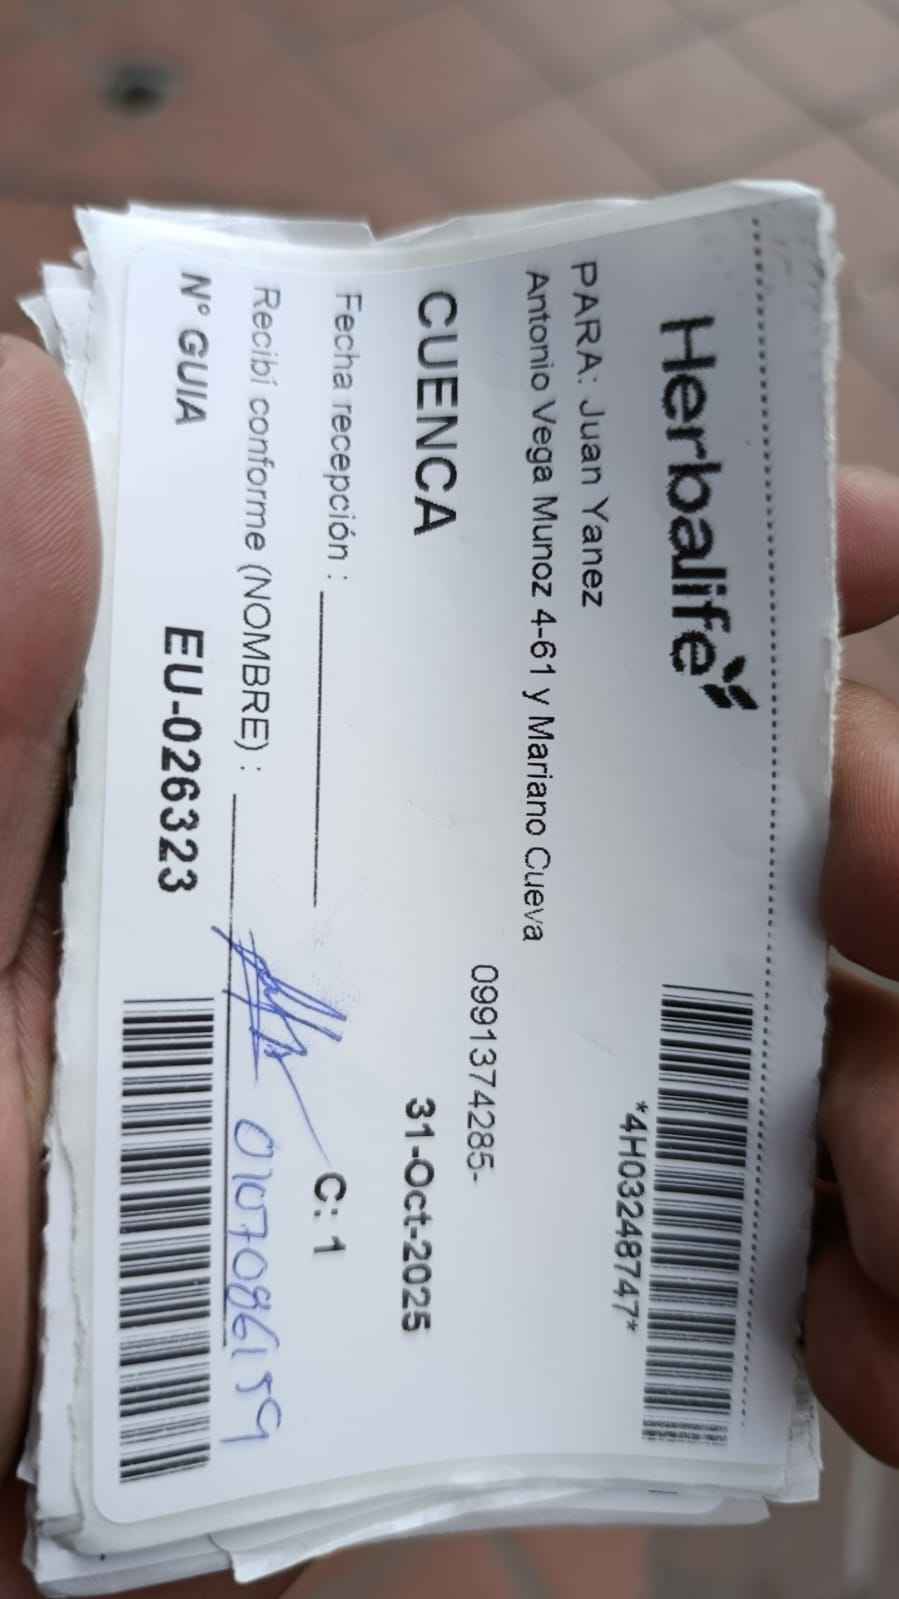 Herbalife
*4H03248747*
PARA: Juan Yanez
Antonio Vega Munoz 4-61 y Mariano Cueva
0991374285-
CUENCA
31-Oct-2025
Fecha recepción : 
C: 1
Recibí conforme (NOMBRE) : 0107086159
N° GUIA EU-026323